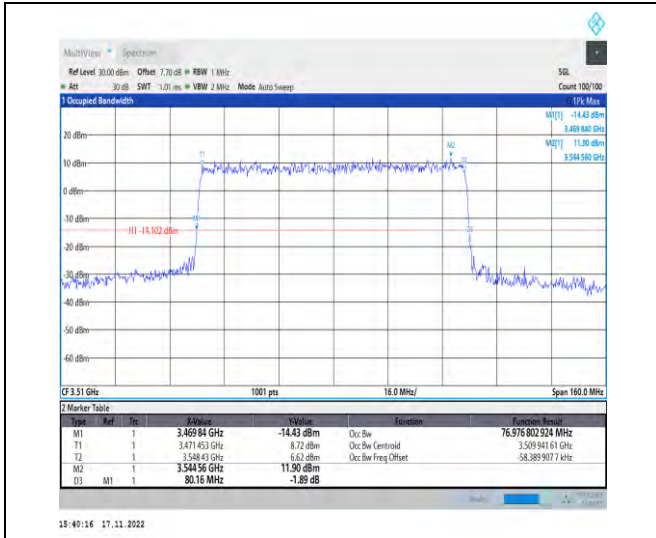 MultiView Spectrum
Ref Level 30.00 dBm Offset 7.70 dB RBW 1 MHz SGL
Att 30 dB SWT 1.01 ms VBW 2 MHz Mode Auto Sweep Count 100/100
1 Occupied Bandwidth 1Pk Max
M1[1] -14.43 dBm
3.469 840 GHz
M2[1] 11.90 dBm
3.544 560 GHz
20 dBm
M2
T1
10 dBm
0 dBm
-10 dBm
H1 -14.102 dBm
-20 dBm
-30 dBm
-40 dBm
-50 dBm
-60 dBm
CF 3.51 GHz 1001 pts 16.0 MHz/ Span 160.0 MHz
2 Marker Table
Type Ref Trc X-Value Y-Value Function Function Result
M1 1 3.469 84 GHz -14.43 dBm Occ Bw 76.976 802 924 MHz
T1 1 3.471 453 GHz 8.72 dBm Occ Bw Centroid 3.509 941 61 GHz
T2 1 3.548 43 GHz 6.62 dBm Occ Bw Freq Offset -58.389 907 7 kHz
M2 1 3.544 56 GHz 11.90 dBm
D3 M1 1 80.16 MHz -1.89 dB
15:40:16 17.11.2022